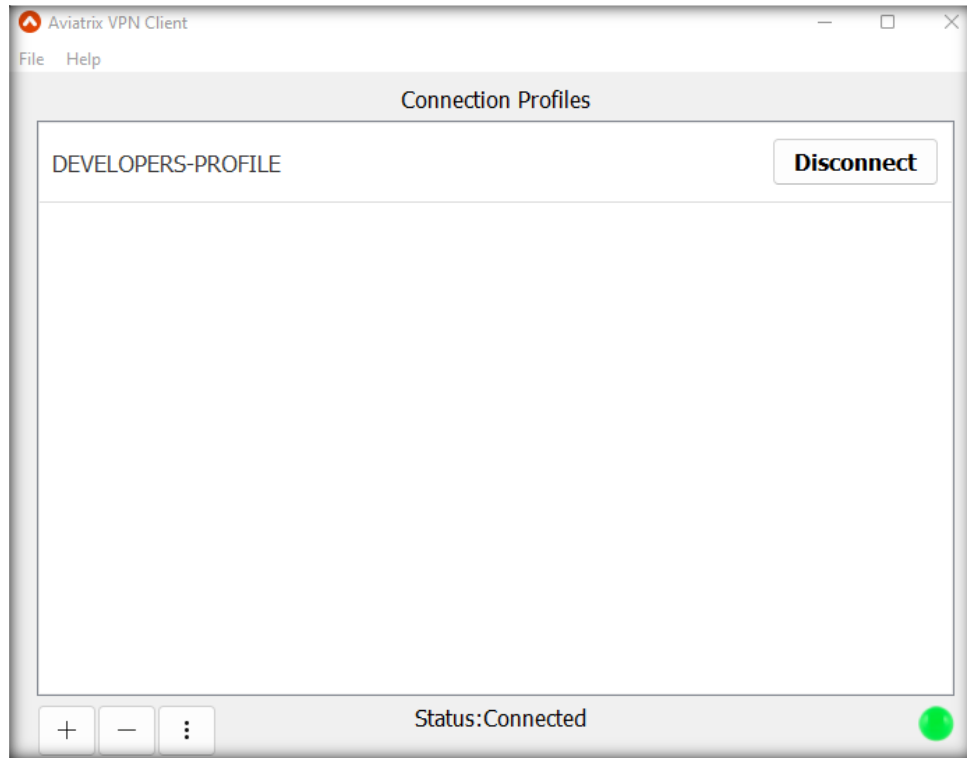 Aviatrix VPN Client
File Help
Connection Profiles
DEVELOPERS-PROFILE Disconnect
Status:Connected